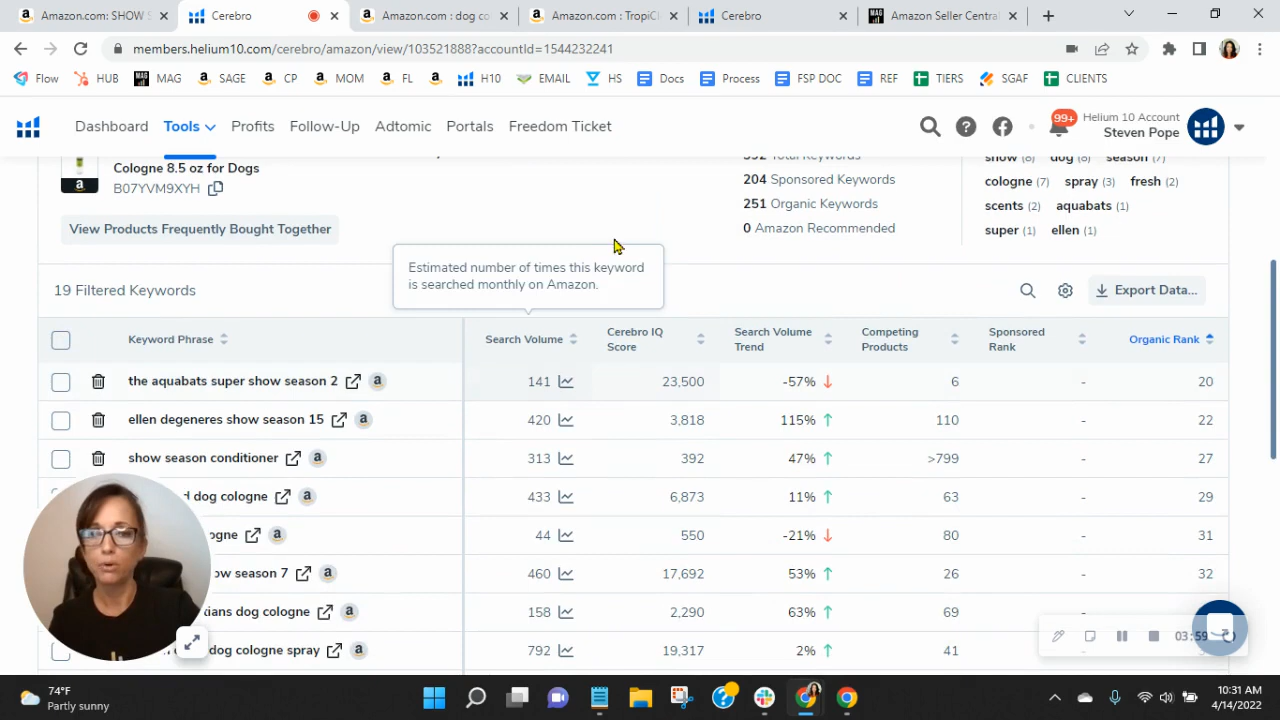 Amazon.com: SHOW S
Cerebro
Amazon.com : dog co
Amazon.com : TropiCl
Cerebro
Amazon Seller Centra
members.helium10.com/cerebro/amazon/view/103521888?accountId=1544232241
Flow
HUB
MAG
SAGE
CP
MOM
FL
H10
EMAIL
HS
Docs
Process
FSP DOC
REF
TIERS
SGAF
CLIENTS
Dashboard
Tools
Profits
Follow-Up
Adtomic
Portals
Freedom Ticket
99+
Helium 10 Account
Steven Pope
Cologne 8.5 oz for Dogs
B07YVM9XYH
View Products Frequently Bought Together
392 Total Keywords
204 Sponsored Keywords
251 Organic Keywords
0 Amazon Recommended
show (8) dog (8) season (7)
cologne (7) spray (3) fresh (2)
scents (2) aquabats (1)
super (1) ellen (1)
Estimated number of times this keyword
is searched monthly on Amazon.
19 Filtered Keywords
Export Data...
Keyword Phrase
Search Volume
Cerebro IQ
Score
Search Volume
Trend
Competing
Products
Sponsored
Rank
Organic Rank
the aquabats super show season 2 141 23,500 -57% 6 - 20
ellen degeneres show season 15 420 3,818 115% 110 - 22
show season conditioner 313 392 47% >799 - 27
d dog cologne 433 6,873 11% 63 - 29
ogne 44 550 -21% 80 - 31
ow season 7 460 17,692 53% 26 - 32
tians dog cologne 158 2,290 63% 69 -
dog cologne spray 792 19,317 2% 41 -
03:59
74°F
Partly sunny
10:31 AM
4/14/2022